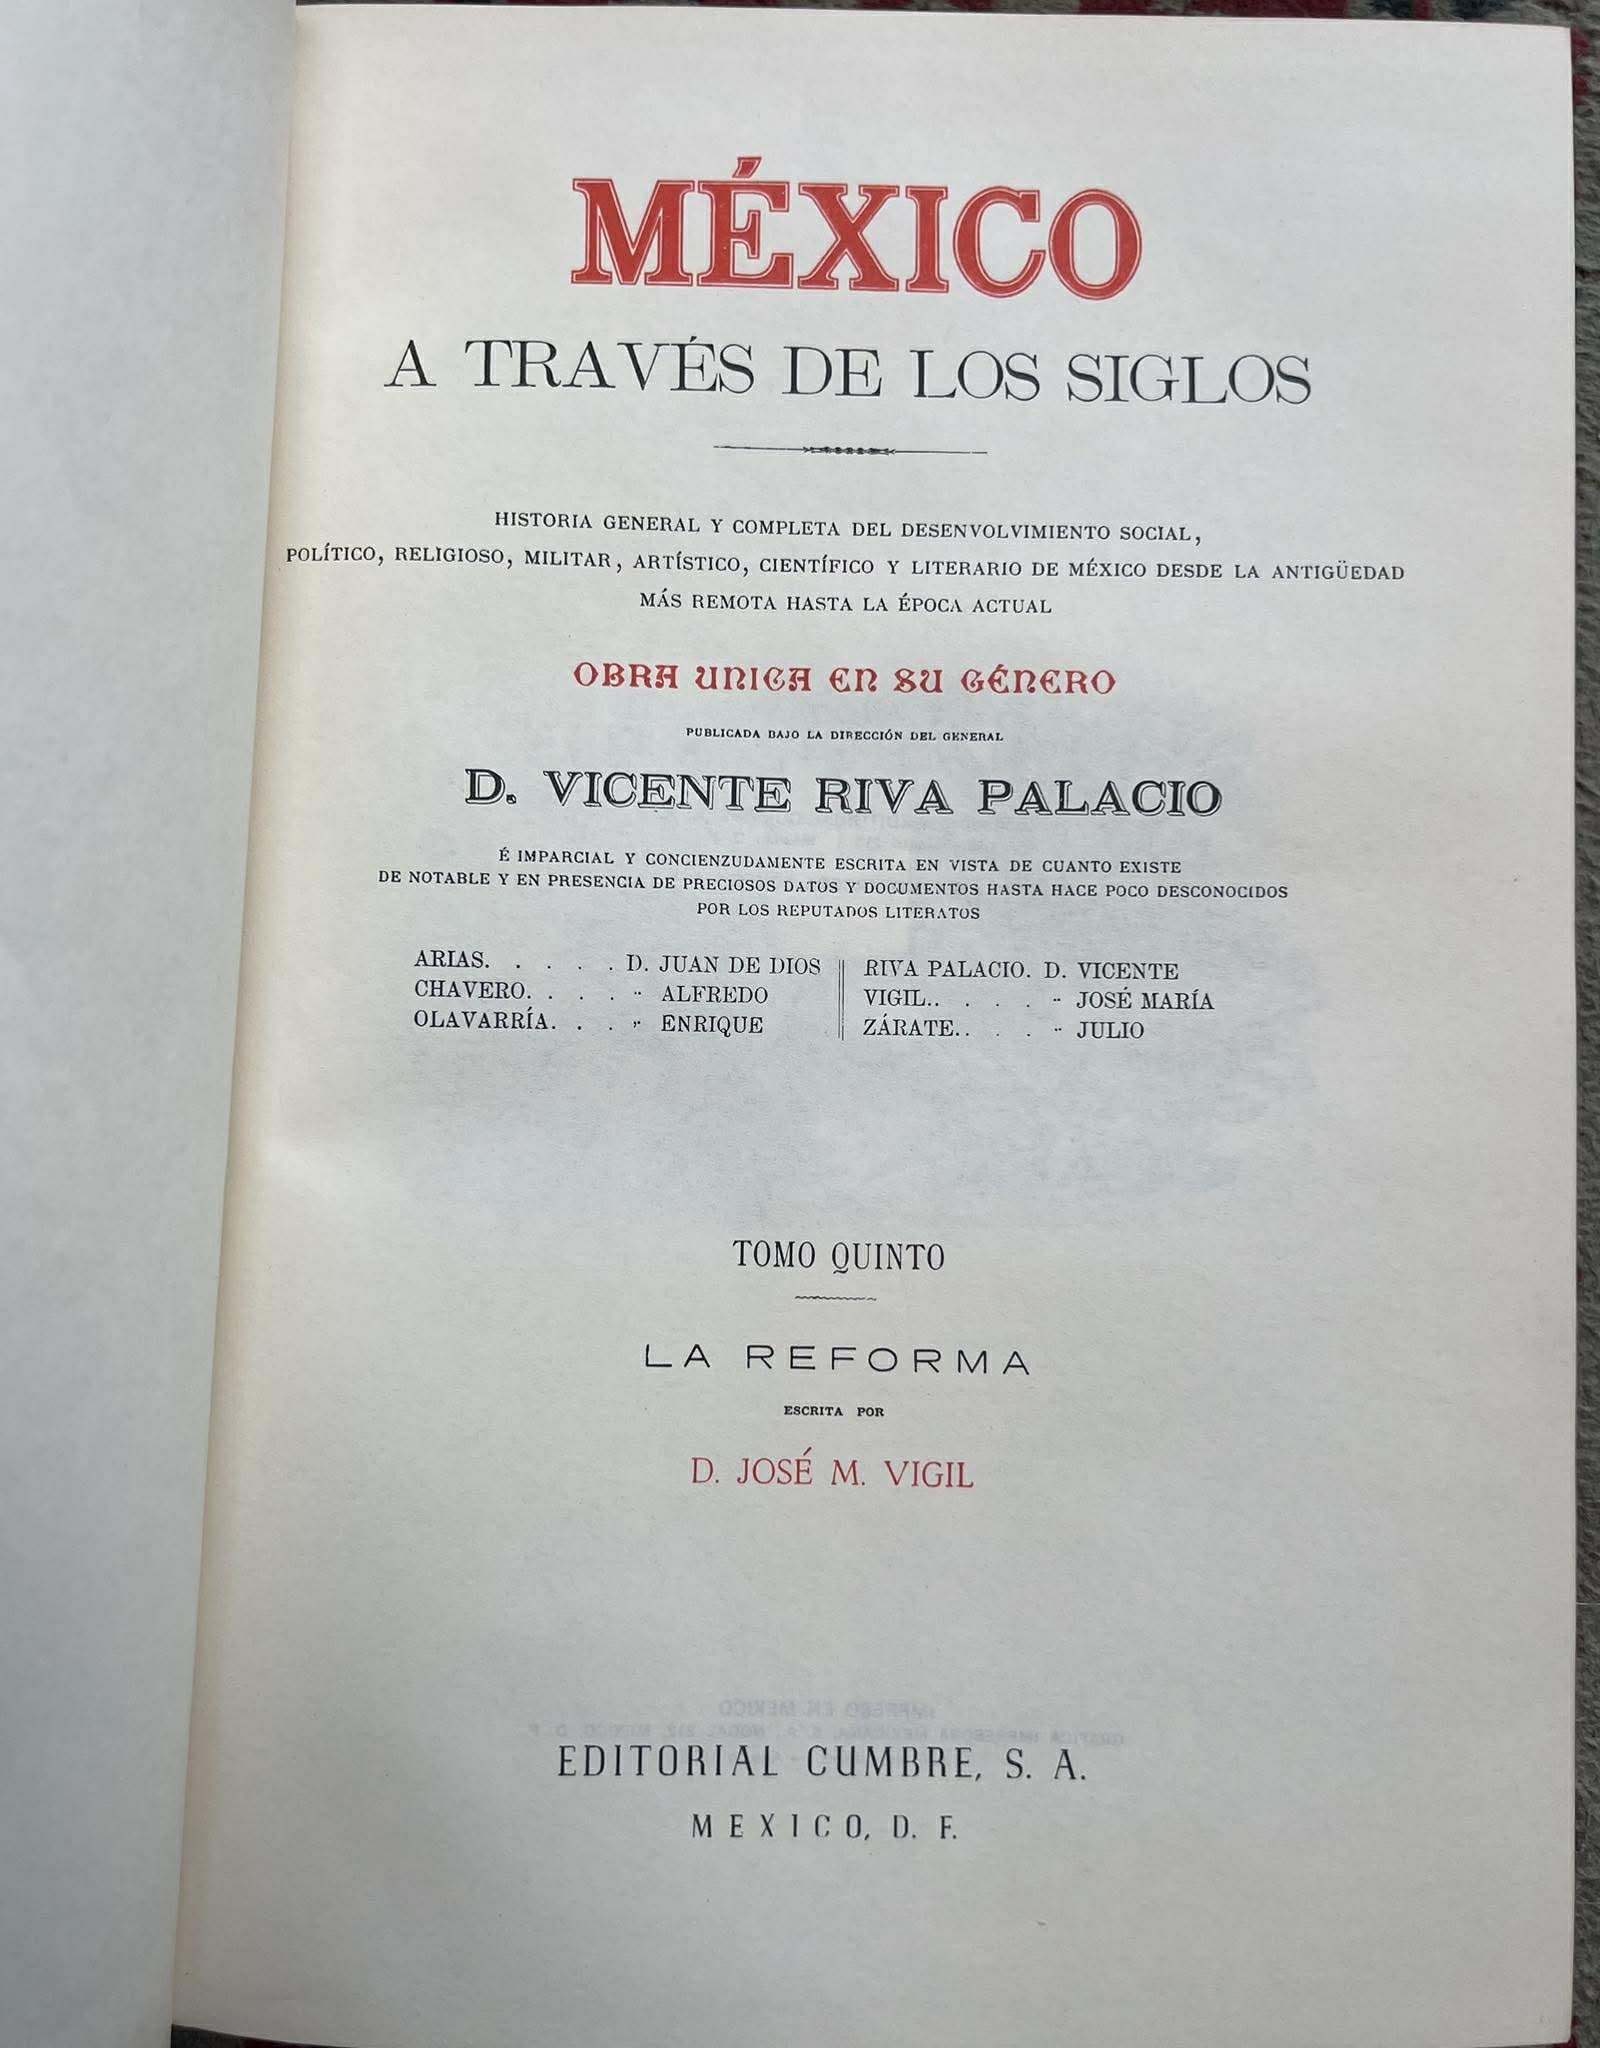 MÉXICO
A TRAVÉS DE LOS SIGLOS
HISTORIA GENERAL Y COMPLETA DEL DESENVOLVIMIENTO SOCIAL,
POLÍTICO, RELIGIOSO, MILITAR, ARTÍSTICO, CIENTÍFICO Y LITERARIO DE MÉXICO DESDE LA ANTIGÜEDAD
MÁS REMOTA HASTA LA ÉPOCA ACTUAL
OBRA UNICA EN SU GÉNERO
PUBLICADA BAJO LA DIRECCIÓN DEL GENERAL
D. VICENTE RIVA PALACIO
É IMPARCIAL Y CONCIENZUDAMENTE ESCRITA EN VISTA DE CUANTO EXISTE
DE NOTABLE Y EN PRESENCIA DE PRECIOSOS DATOS Y DOCUMENTOS HASTA HACE POCO DESCONOCIDOS
POR LOS REPUTADOS LITERATOS
ARIAS. . . . . D. JUAN DE DIOS
CHAVERO. . . . „ ALFREDO
OLAVARRÍA. . . „ ENRIQUE
RIVA PALACIO. D. VICENTE
VIGIL.. . . . „ JOSÉ MARÍA
ZÁRATE.. . . „ JULIO
TOMO QUINTO
LA REFORMA
ESCRITA POR
D. JOSÉ M. VIGIL
IMPRESO EN MEXICO
EDITORIAL CUMBRE, S. A.
MEXICO, D. F.